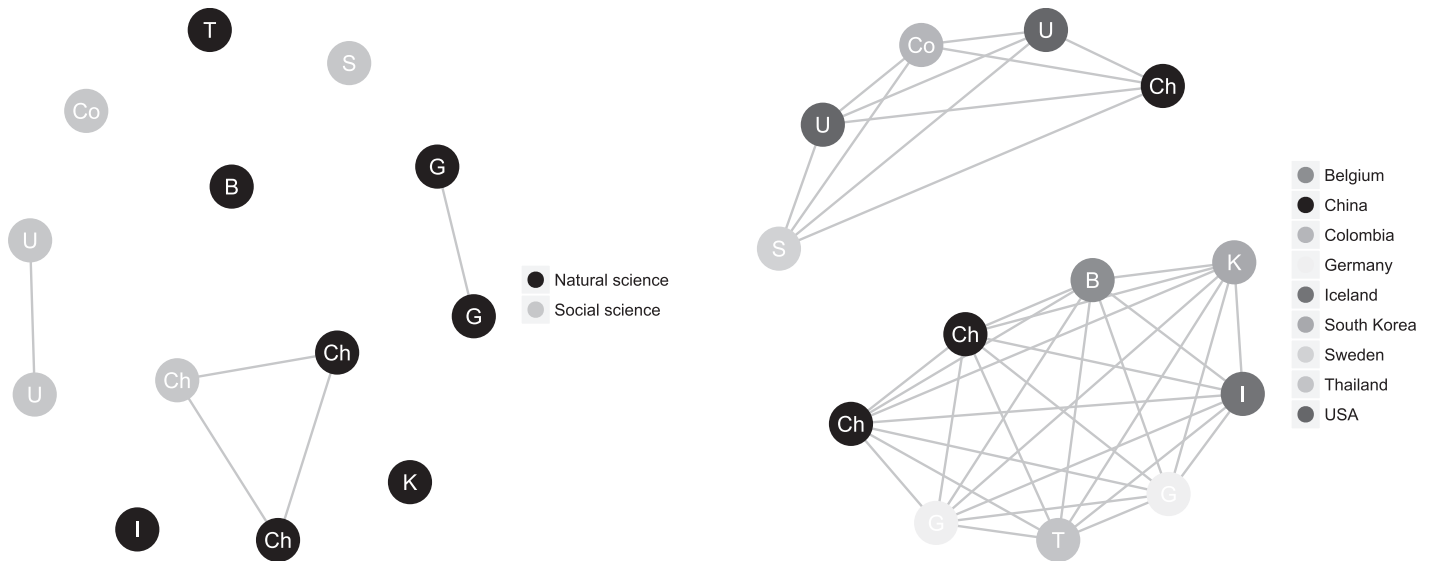 T
S
Co
B
G
U
G
Ch
Ch
U
K
I
Ch
Natural science
Social science
U
Co
Ch
U
S
K
B
Ch
I
Ch
G
G
T
Belgium
China
Colombia
Germany
Iceland
South Korea
Sweden
Thailand
USA